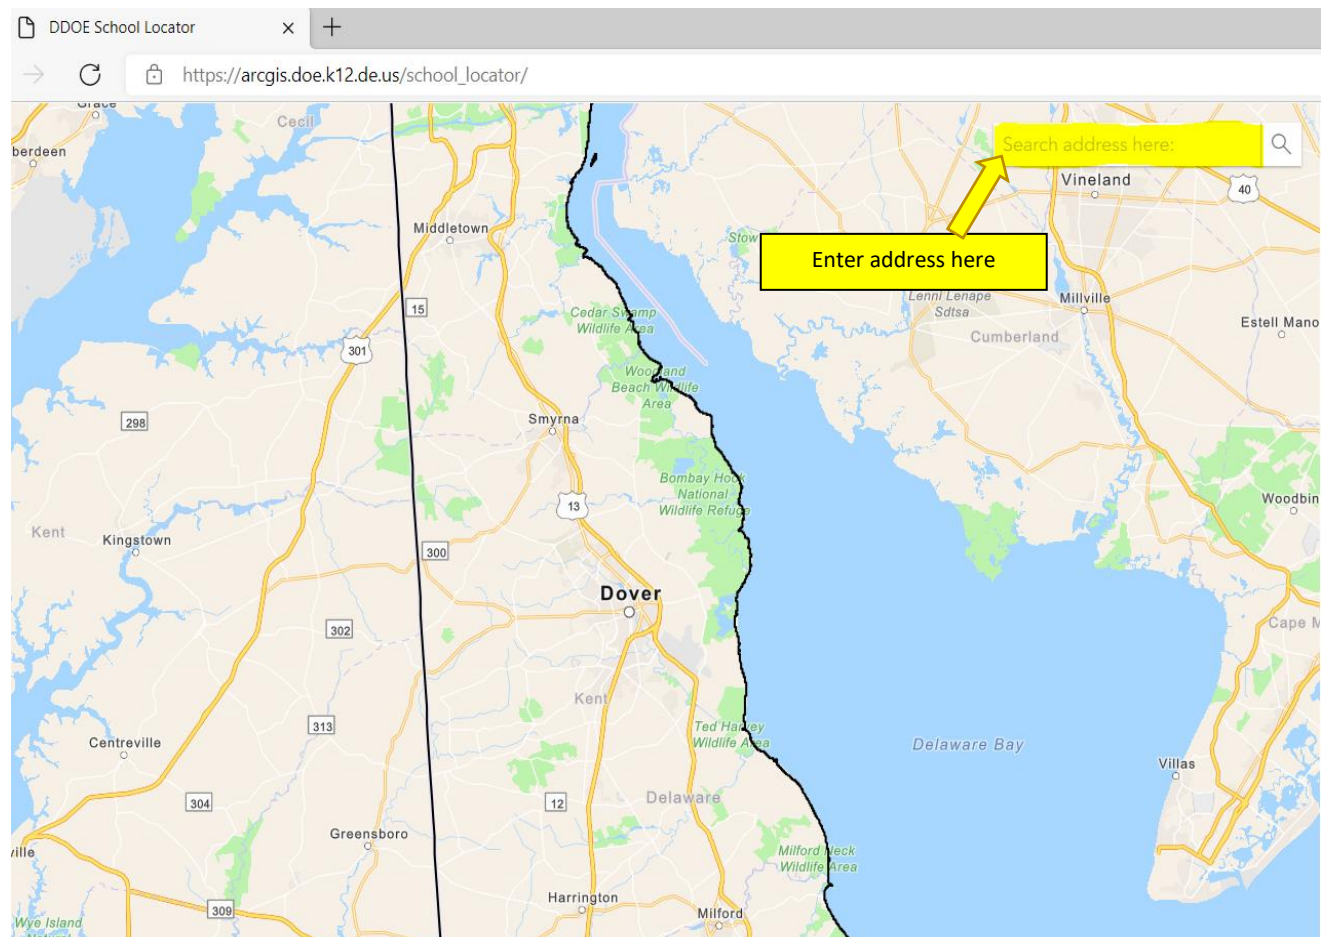 DDOE School Locator
https://arcgis.doe.k12.de.us/school_locator/
Grace
Cecil
berdeen
Search address here:
Vineland
40
Middletown
Stow
Enter address here
Lenni Lenape
Sdtsa
Millville
15
Cedar Swamp
Wildlife Area
Estell Mano
Cumberland
301
Woodland
Beach Wildlife
Area
298
Smyrna
Bombay Hook
National
Wildlife Refuge
13
Woodbin
Kent
Kingstown
300
Dover
302
Cape M
Kent
313
Ted Harvey
Wildlife Area
Centreville
Delaware Bay
Villas
304
12
Delaware
Greensboro
ville
Milford Neck
Wildlife Area
Harrington
309
Milford
Wye Island